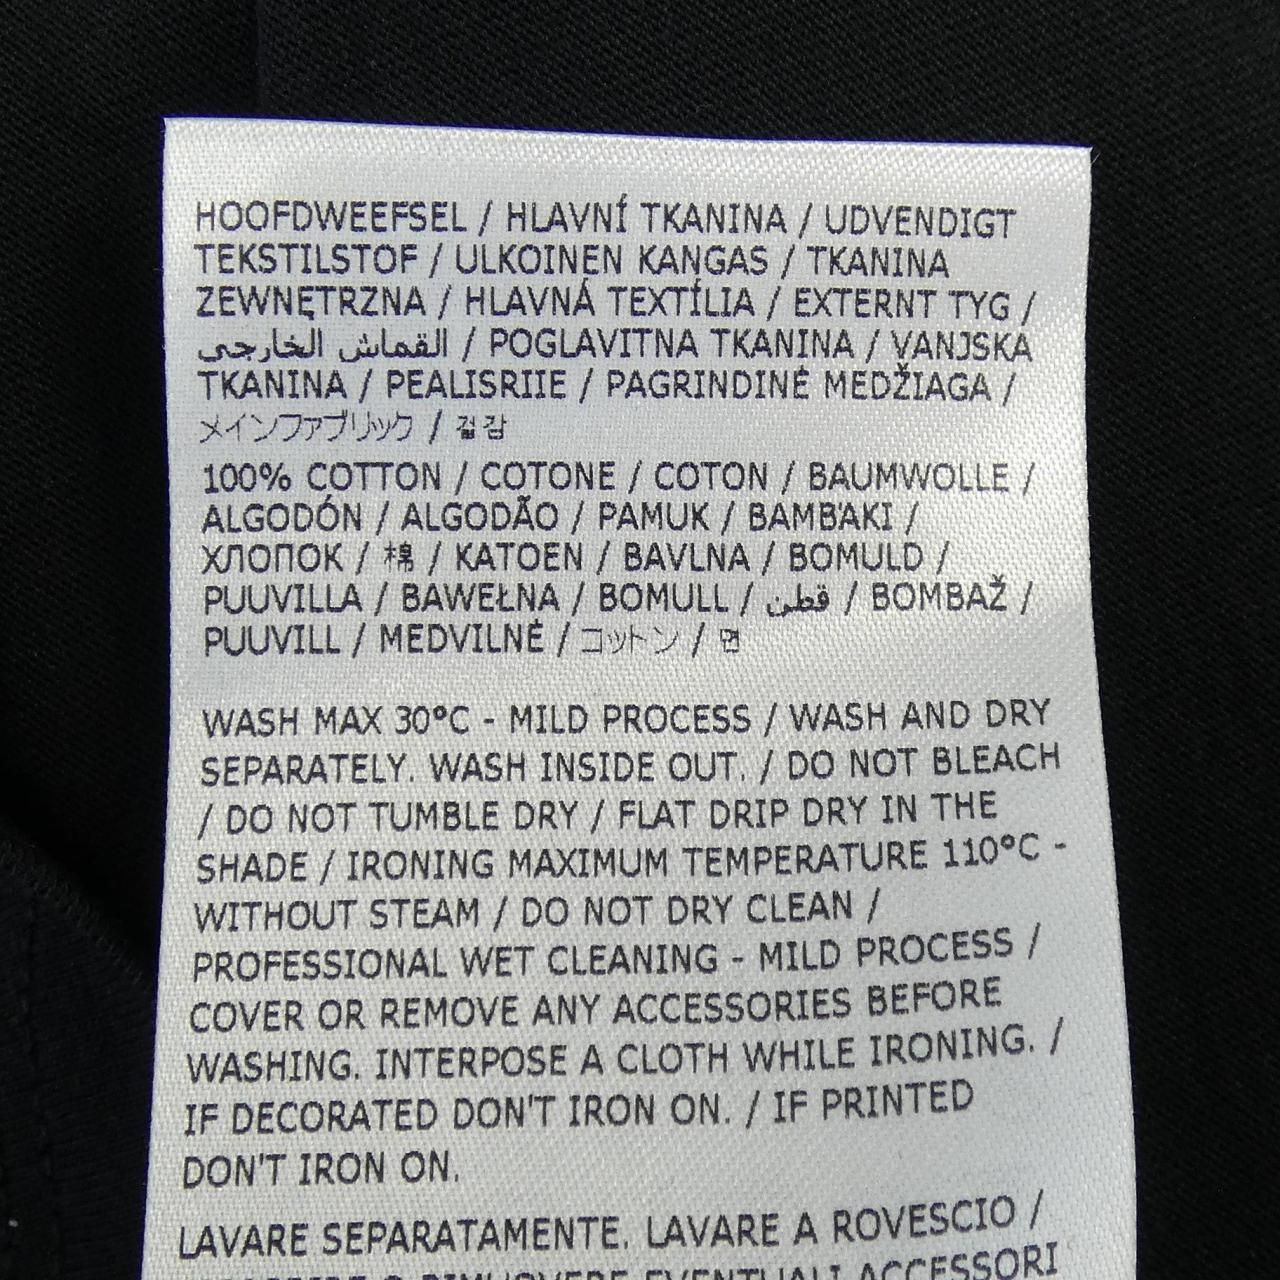 HOOFDWEEFSEL / HLAVNÍ TKANINA / UDVENDIGT
TEKSTILSTOF / ULKOINEN KANGAS / TKANINA
ZEWNĘTRZNA / HLAVNÁ TEXTÍLIA / EXTERNT TYG /
القماش الخارجي / POGLAVITNA TKANINA / VANJSKA
TKANINA / PEALISRIIE / PAGRINDINĖ MEDŽIAGA /
メインファブリック / 겉감
100% COTTON / COTONE / COTON / BAUMWOLLE /
ALGODÓN / ALGODÃO / PAMUK / BAMBAKI /
ХЛОПОК / 棉 / KATOEN / BAVLNA / BOMULD /
PUUVILLA / BAWEŁNA / BOMULL / قطن / BOMBAŽ /
PUUVILL / MEDVILNĖ / コットン / 면
WASH MAX 30°C - MILD PROCESS / WASH AND DRY
SEPARATELY. WASH INSIDE OUT. / DO NOT BLEACH
/ DO NOT TUMBLE DRY / FLAT DRIP DRY IN THE
SHADE / IRONING MAXIMUM TEMPERATURE 110°C -
WITHOUT STEAM / DO NOT DRY CLEAN /
PROFESSIONAL WET CLEANING - MILD PROCESS /
COVER OR REMOVE ANY ACCESSORIES BEFORE
WASHING. INTERPOSE A CLOTH WHILE IRONING. /
IF DECORATED DON'T IRON ON. / IF PRINTED
DON'T IRON ON.
LAVARE SEPARATAMENTE. LAVARE A ROVESCIO /
O RIMUOVERE EVENTUALI ACCESSORI